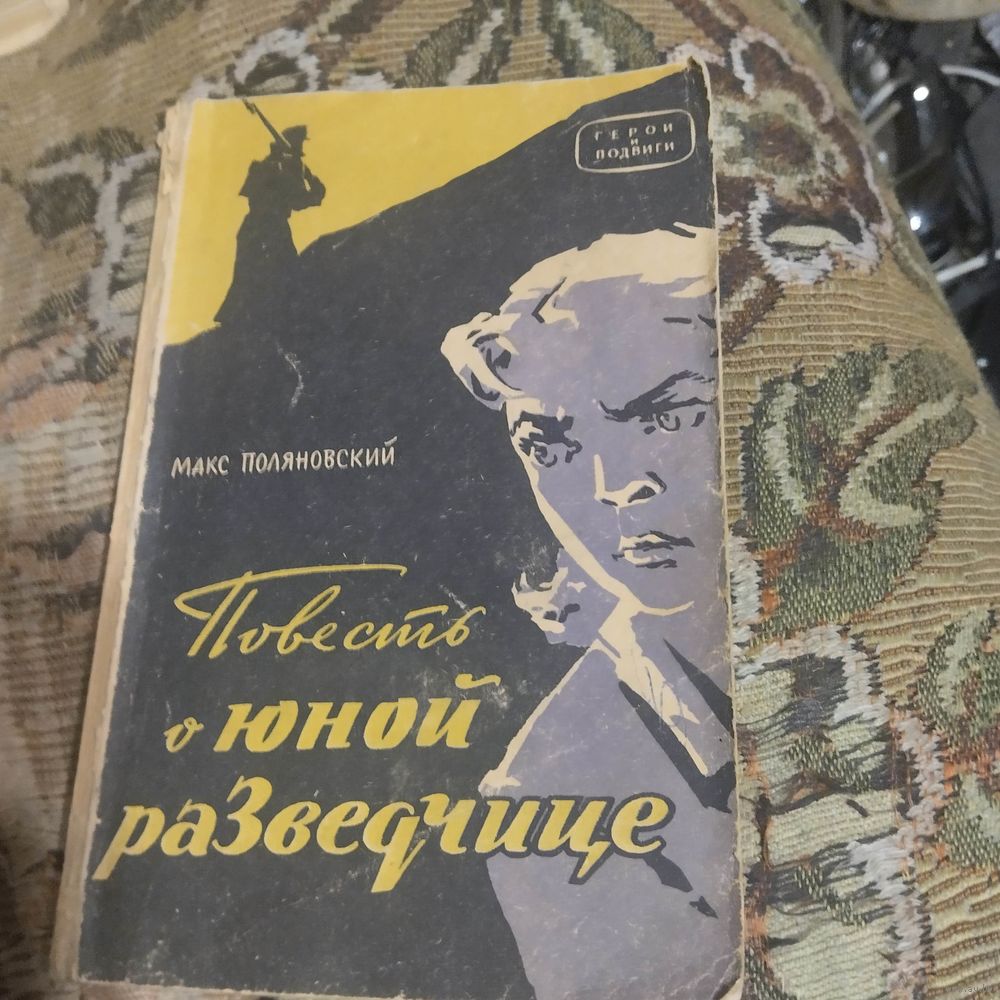 ГЕРОИ
И
ПОДВИГИ
МАКС ПОЛЯНОВСКИЙ
Повесть
о юной
разведчице